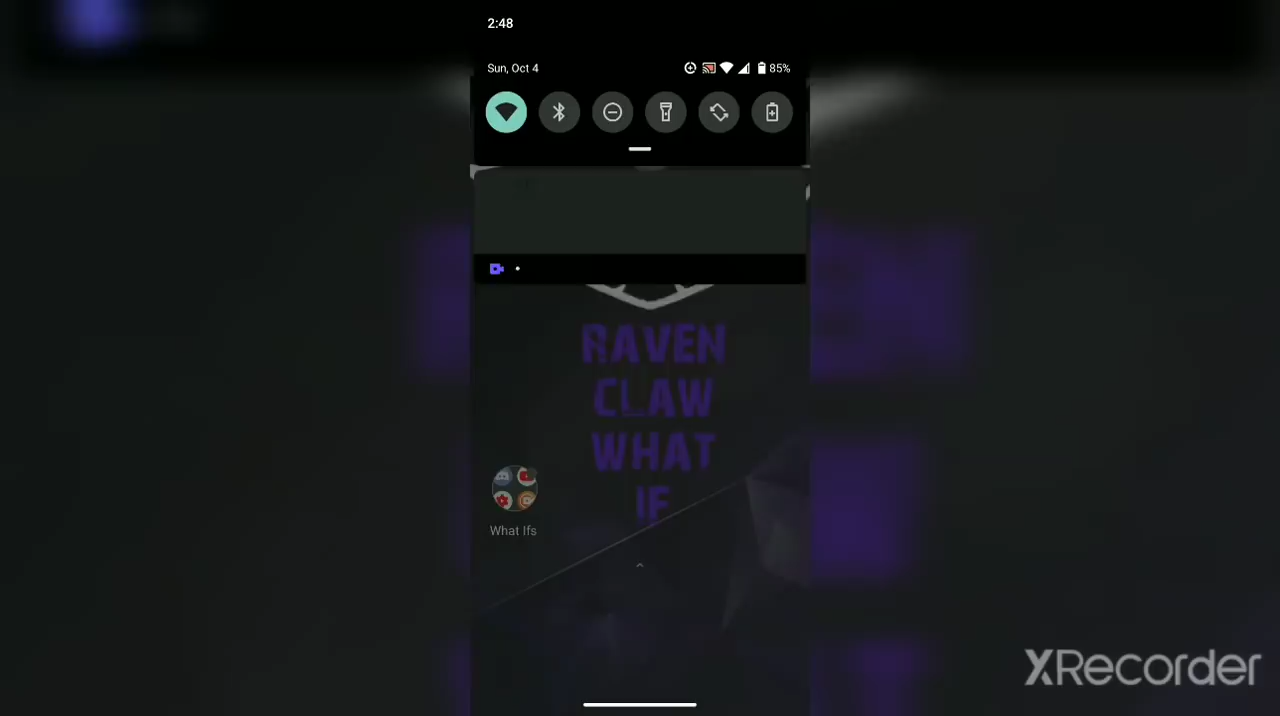 2:48
Sun, Oct 4
85%
RAVEN
CLAW
WHAT
IF
What Ifs
XRecorder